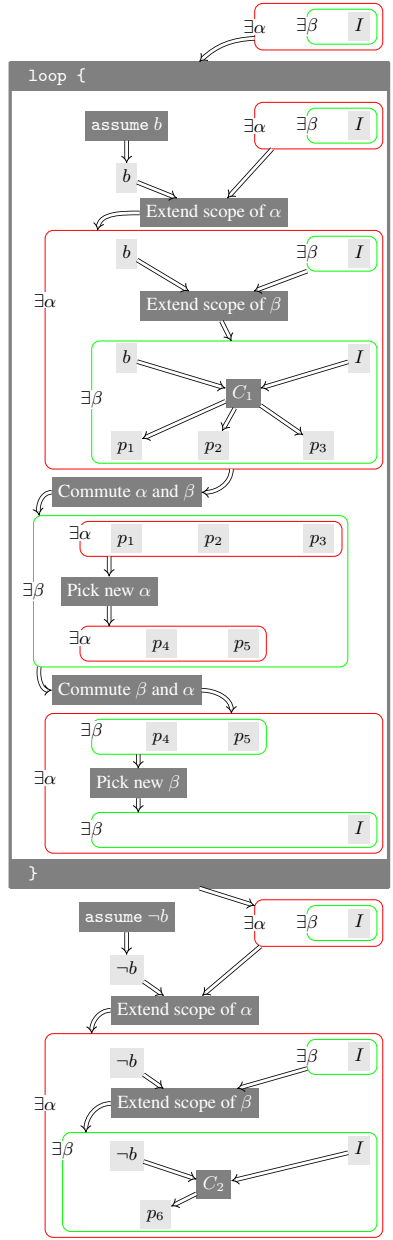 ∃α ∃β I
loop {
assume b ∃α ∃β I
b
Extend scope of α
b ∃β I
∃α
Extend scope of β
b I
∃β C₁
p₁ p₂ p₃
Commute α and β
∃α p₁ p₂ p₃
∃β Pick new α
∃α p₄ p₅
Commute β and α
∃β p₄ p₅
∃α Pick new β
∃β I
}
assume ¬b ∃α ∃β I
¬b
Extend scope of α
¬b ∃β I
∃α Extend scope of β
∃β ¬b I
C₂
p₆